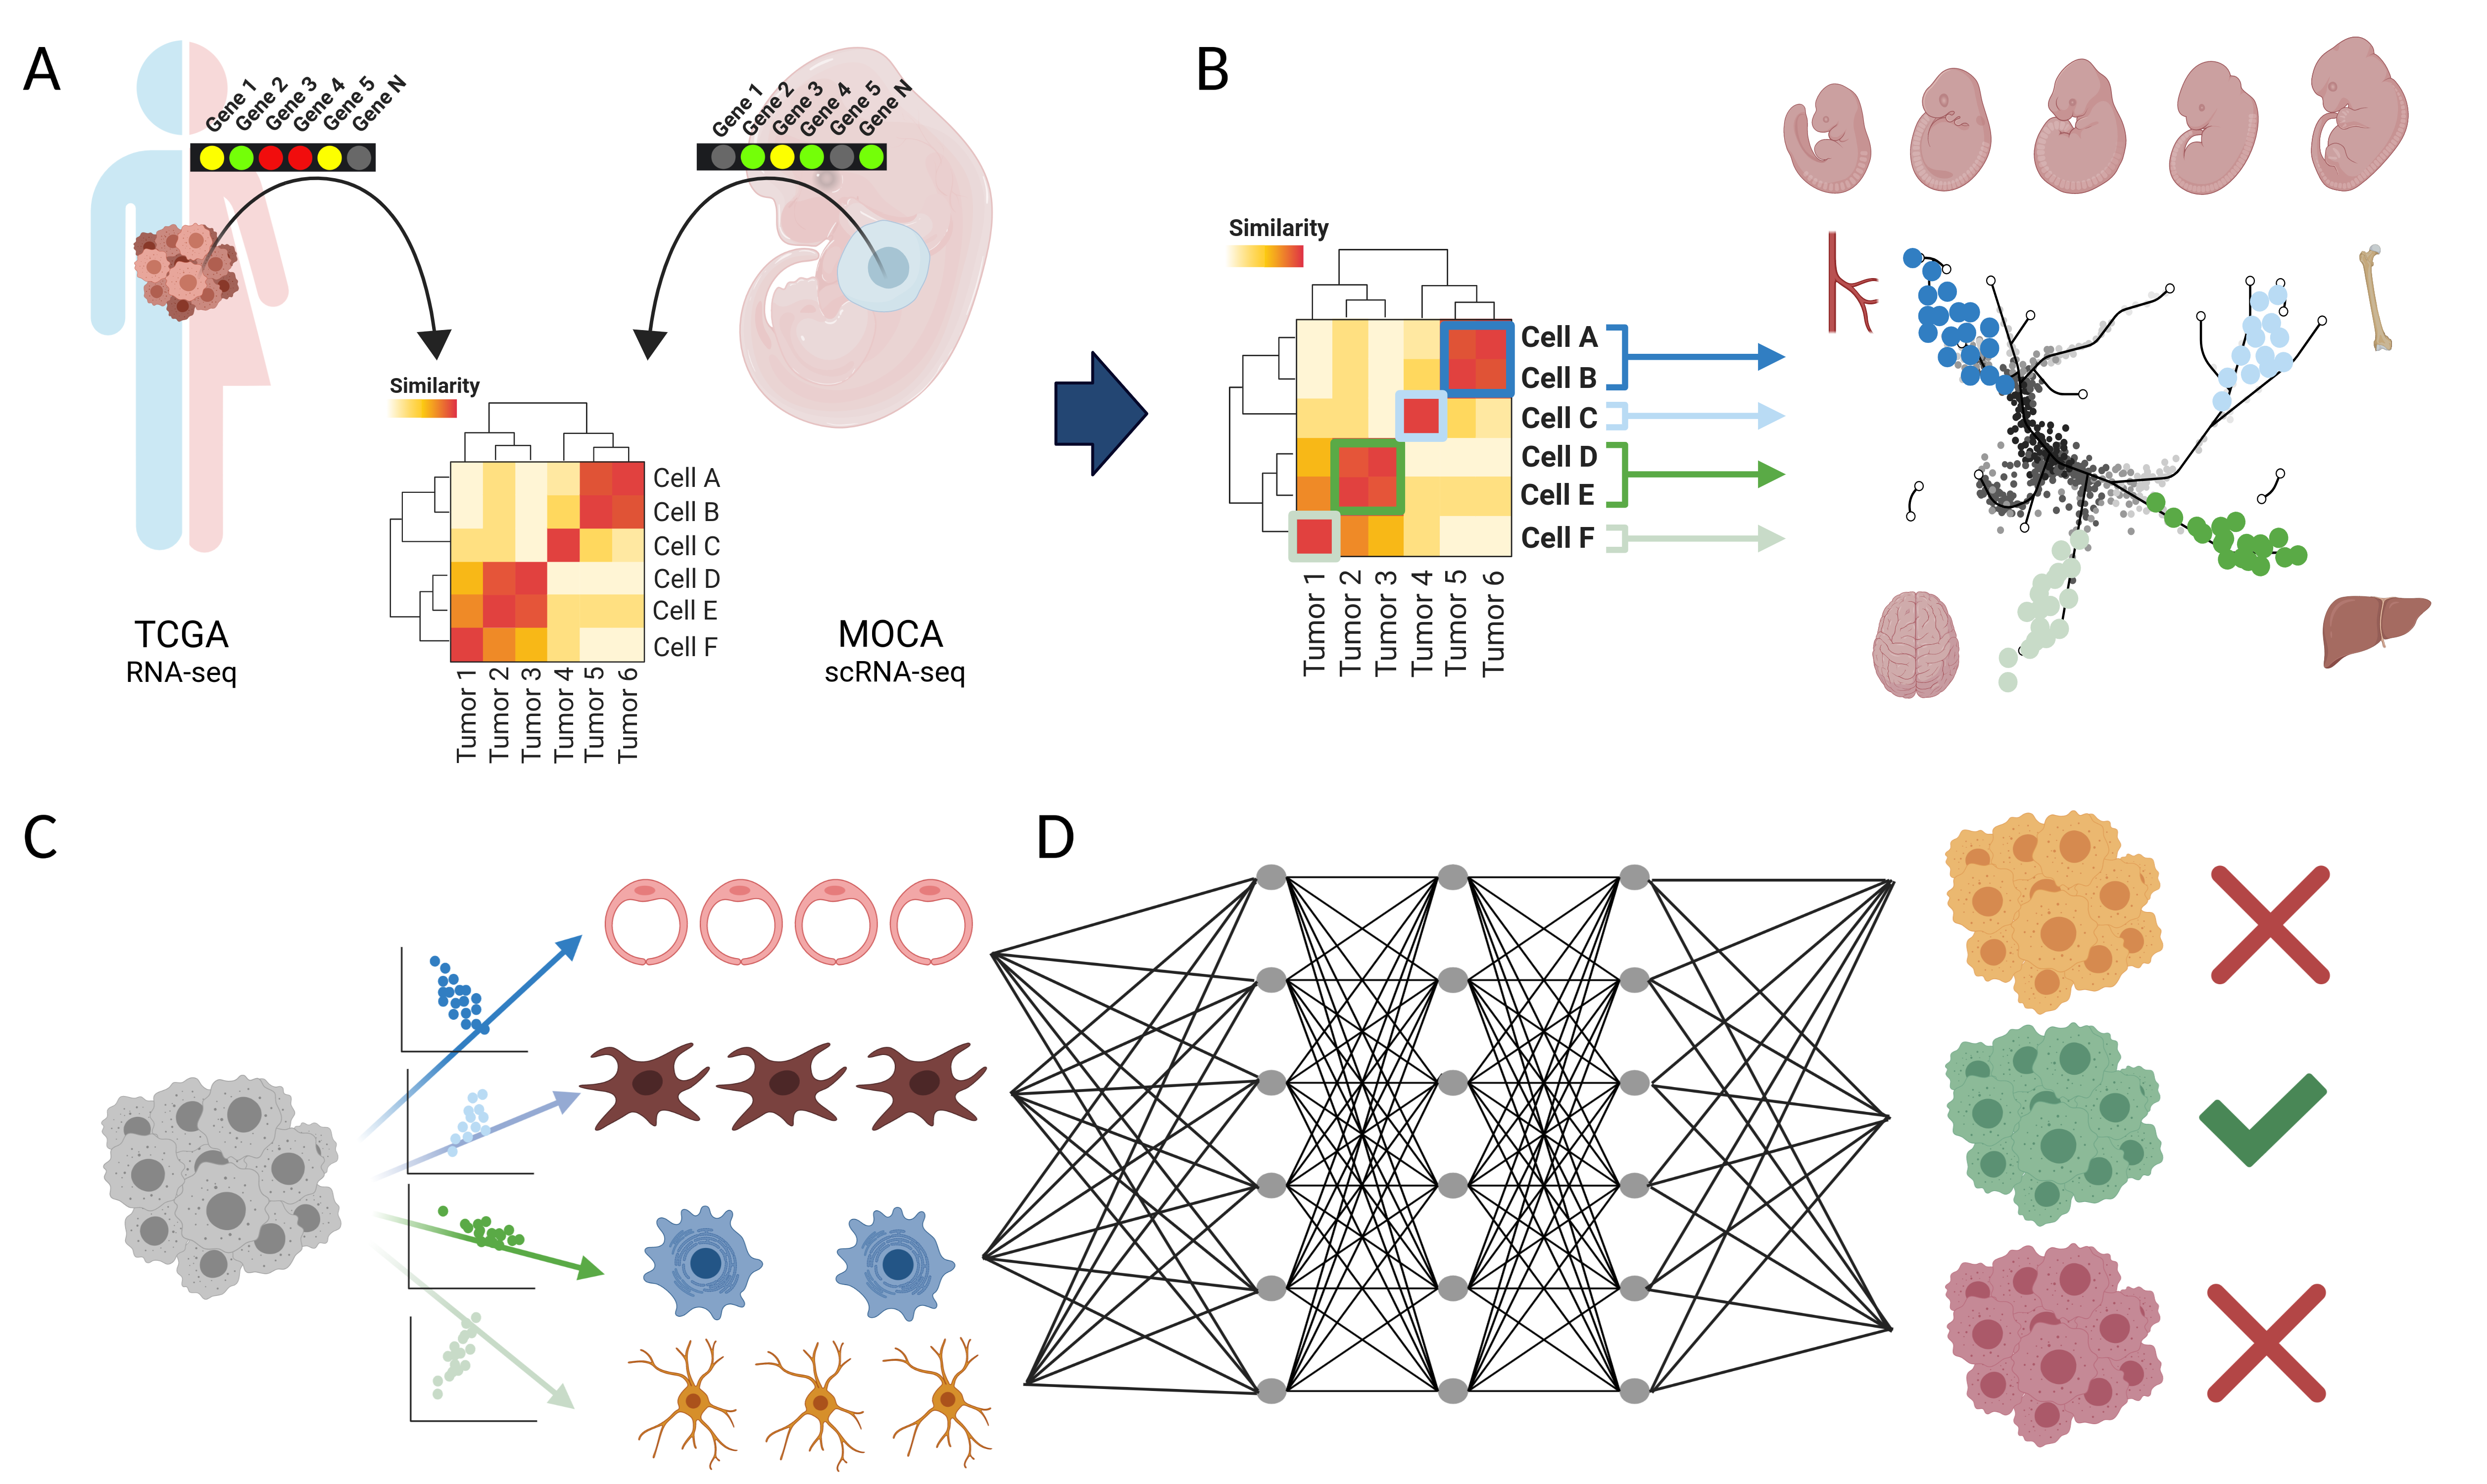 A
Gene 1
Gene 2
Gene 3
Gene 4
Gene 5
Gene N
Gene 1
Gene 2
Gene 3
Gene 4
Gene 5
Gene N
Similarity
Cell A
Cell B
Cell C
Cell D
Cell E
Cell F
Tumor 1
Tumor 2
Tumor 3
Tumor 4
Tumor 5
Tumor 6
TCGA
RNA-seq
MOCA
scRNA-seq
B
Similarity
Cell A
Cell B
Cell C
Cell D
Cell E
Cell F
Tumor 1
Tumor 2
Tumor 3
Tumor 4
Tumor 5
Tumor 6
C
D